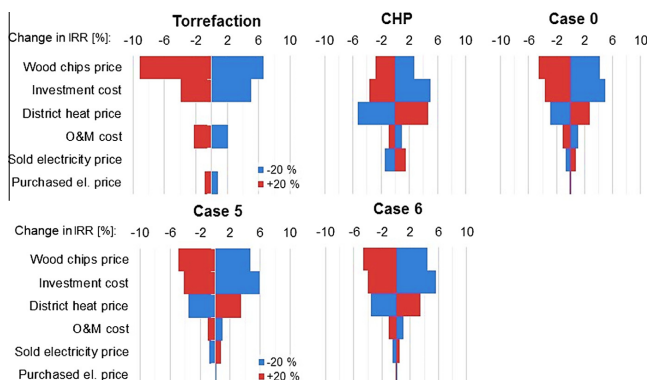 Torrefaction CHP Case 0
Change in IRR [%]: -10 -6 -2 2 6 10 -10 -6 -2 2 6 10 -10 -6 -2 2 6 10
Wood chips price
Investment cost
District heat price
O&M cost
Sold electricity price
-20 %
Purchased el. price
+20 %
Case 5 Case 6
Change in IRR [%]: -10 -6 -2 2 6 10 -10 -6 -2 2 6 10
Wood chips price
Investment cost
District heat price
O&M cost
Sold electricity price
-20 %
Purchased el. price
+20 %